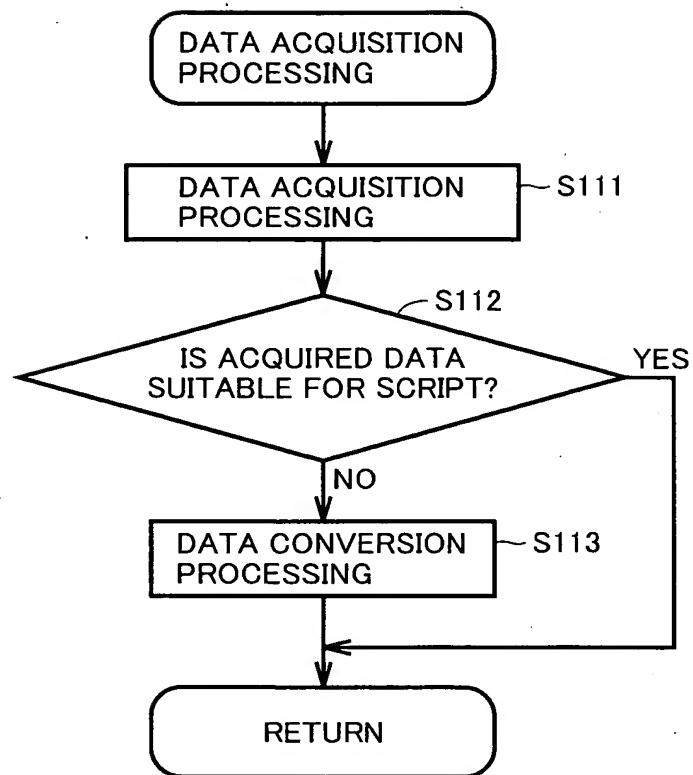 DATA ACQUISITION
PROCESSING
DATA ACQUISITION
PROCESSING
S111
S112
IS ACQUIRED DATA
SUITABLE FOR SCRIPT?
YES
NO
DATA CONVERSION
PROCESSING
S113
RETURN